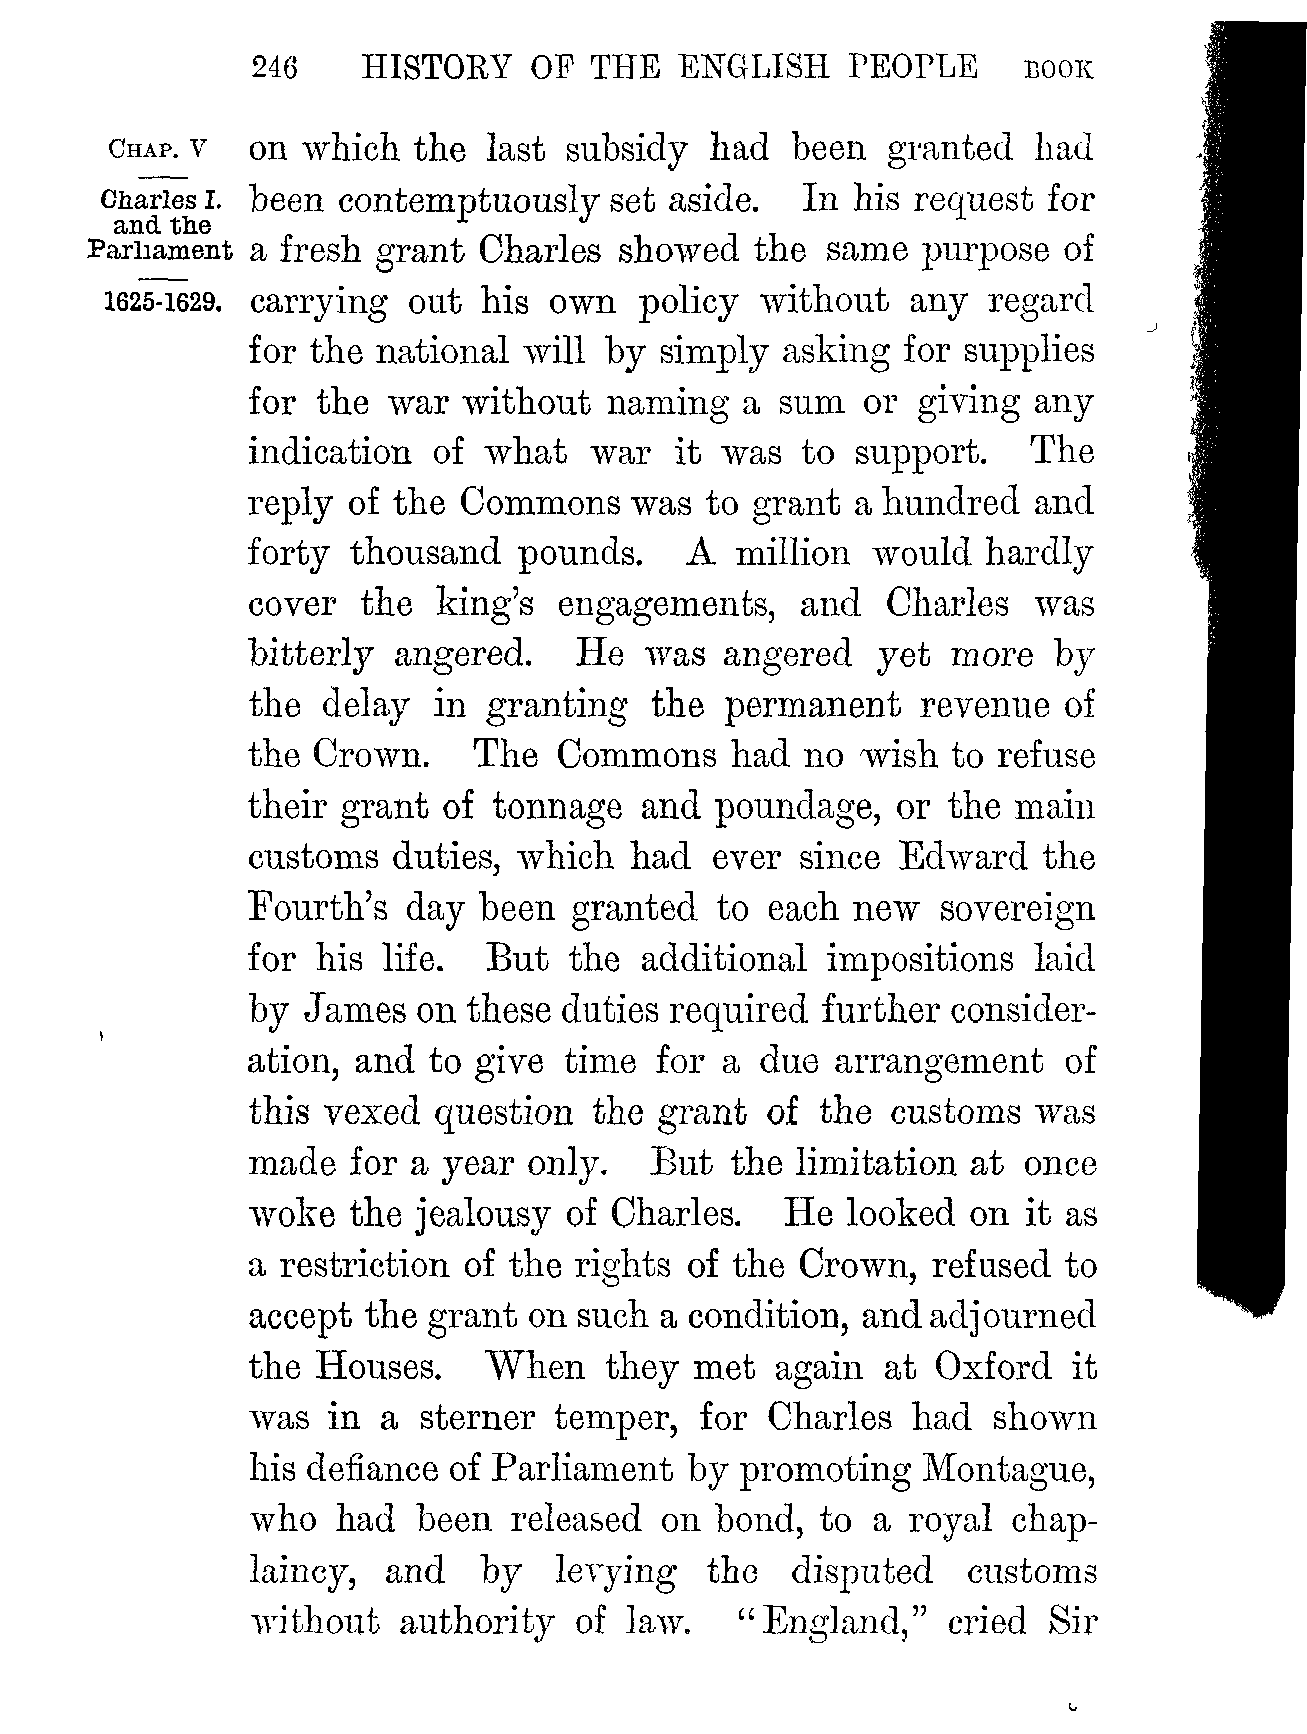 246 HISTORY OF THE ENGLISH PEOPLE BOOK
CHAP. V
Charles I.
and the
Parliament
1625-1629.
on which the last subsidy had been granted had
been contemptuously set aside. In his request for
a fresh grant Charles showed the same purpose of
carrying out his own policy without any regard
for the national will by simply asking for supplies
for the war without naming a sum or giving any
indication of what war it was to support. The
reply of the Commons was to grant a hundred and
forty thousand pounds. A million would hardly
cover the king's engagements, and Charles was
bitterly angered. He was angered yet more by
the delay in granting the permanent revenue of
the Crown. The Commons had no wish to refuse
their grant of tonnage and poundage, or the main
customs duties, which had ever since Edward the
Fourth's day been granted to each new sovereign
for his life. But the additional impositions laid
by James on these duties required further consider-
ation, and to give time for a due arrangement of
this vexed question the grant of the customs was
made for a year only. But the limitation at once
woke the jealousy of Charles. He looked on it as
a restriction of the rights of the Crown, refused to
accept the grant on such a condition, and adjourned
the Houses. When they met again at Oxford it
was in a sterner temper, for Charles had shown
his defiance of Parliament by promoting Montague,
who had been released on bond, to a royal chap-
laincy, and by levying the disputed customs
without authority of law. "England," cried Sir